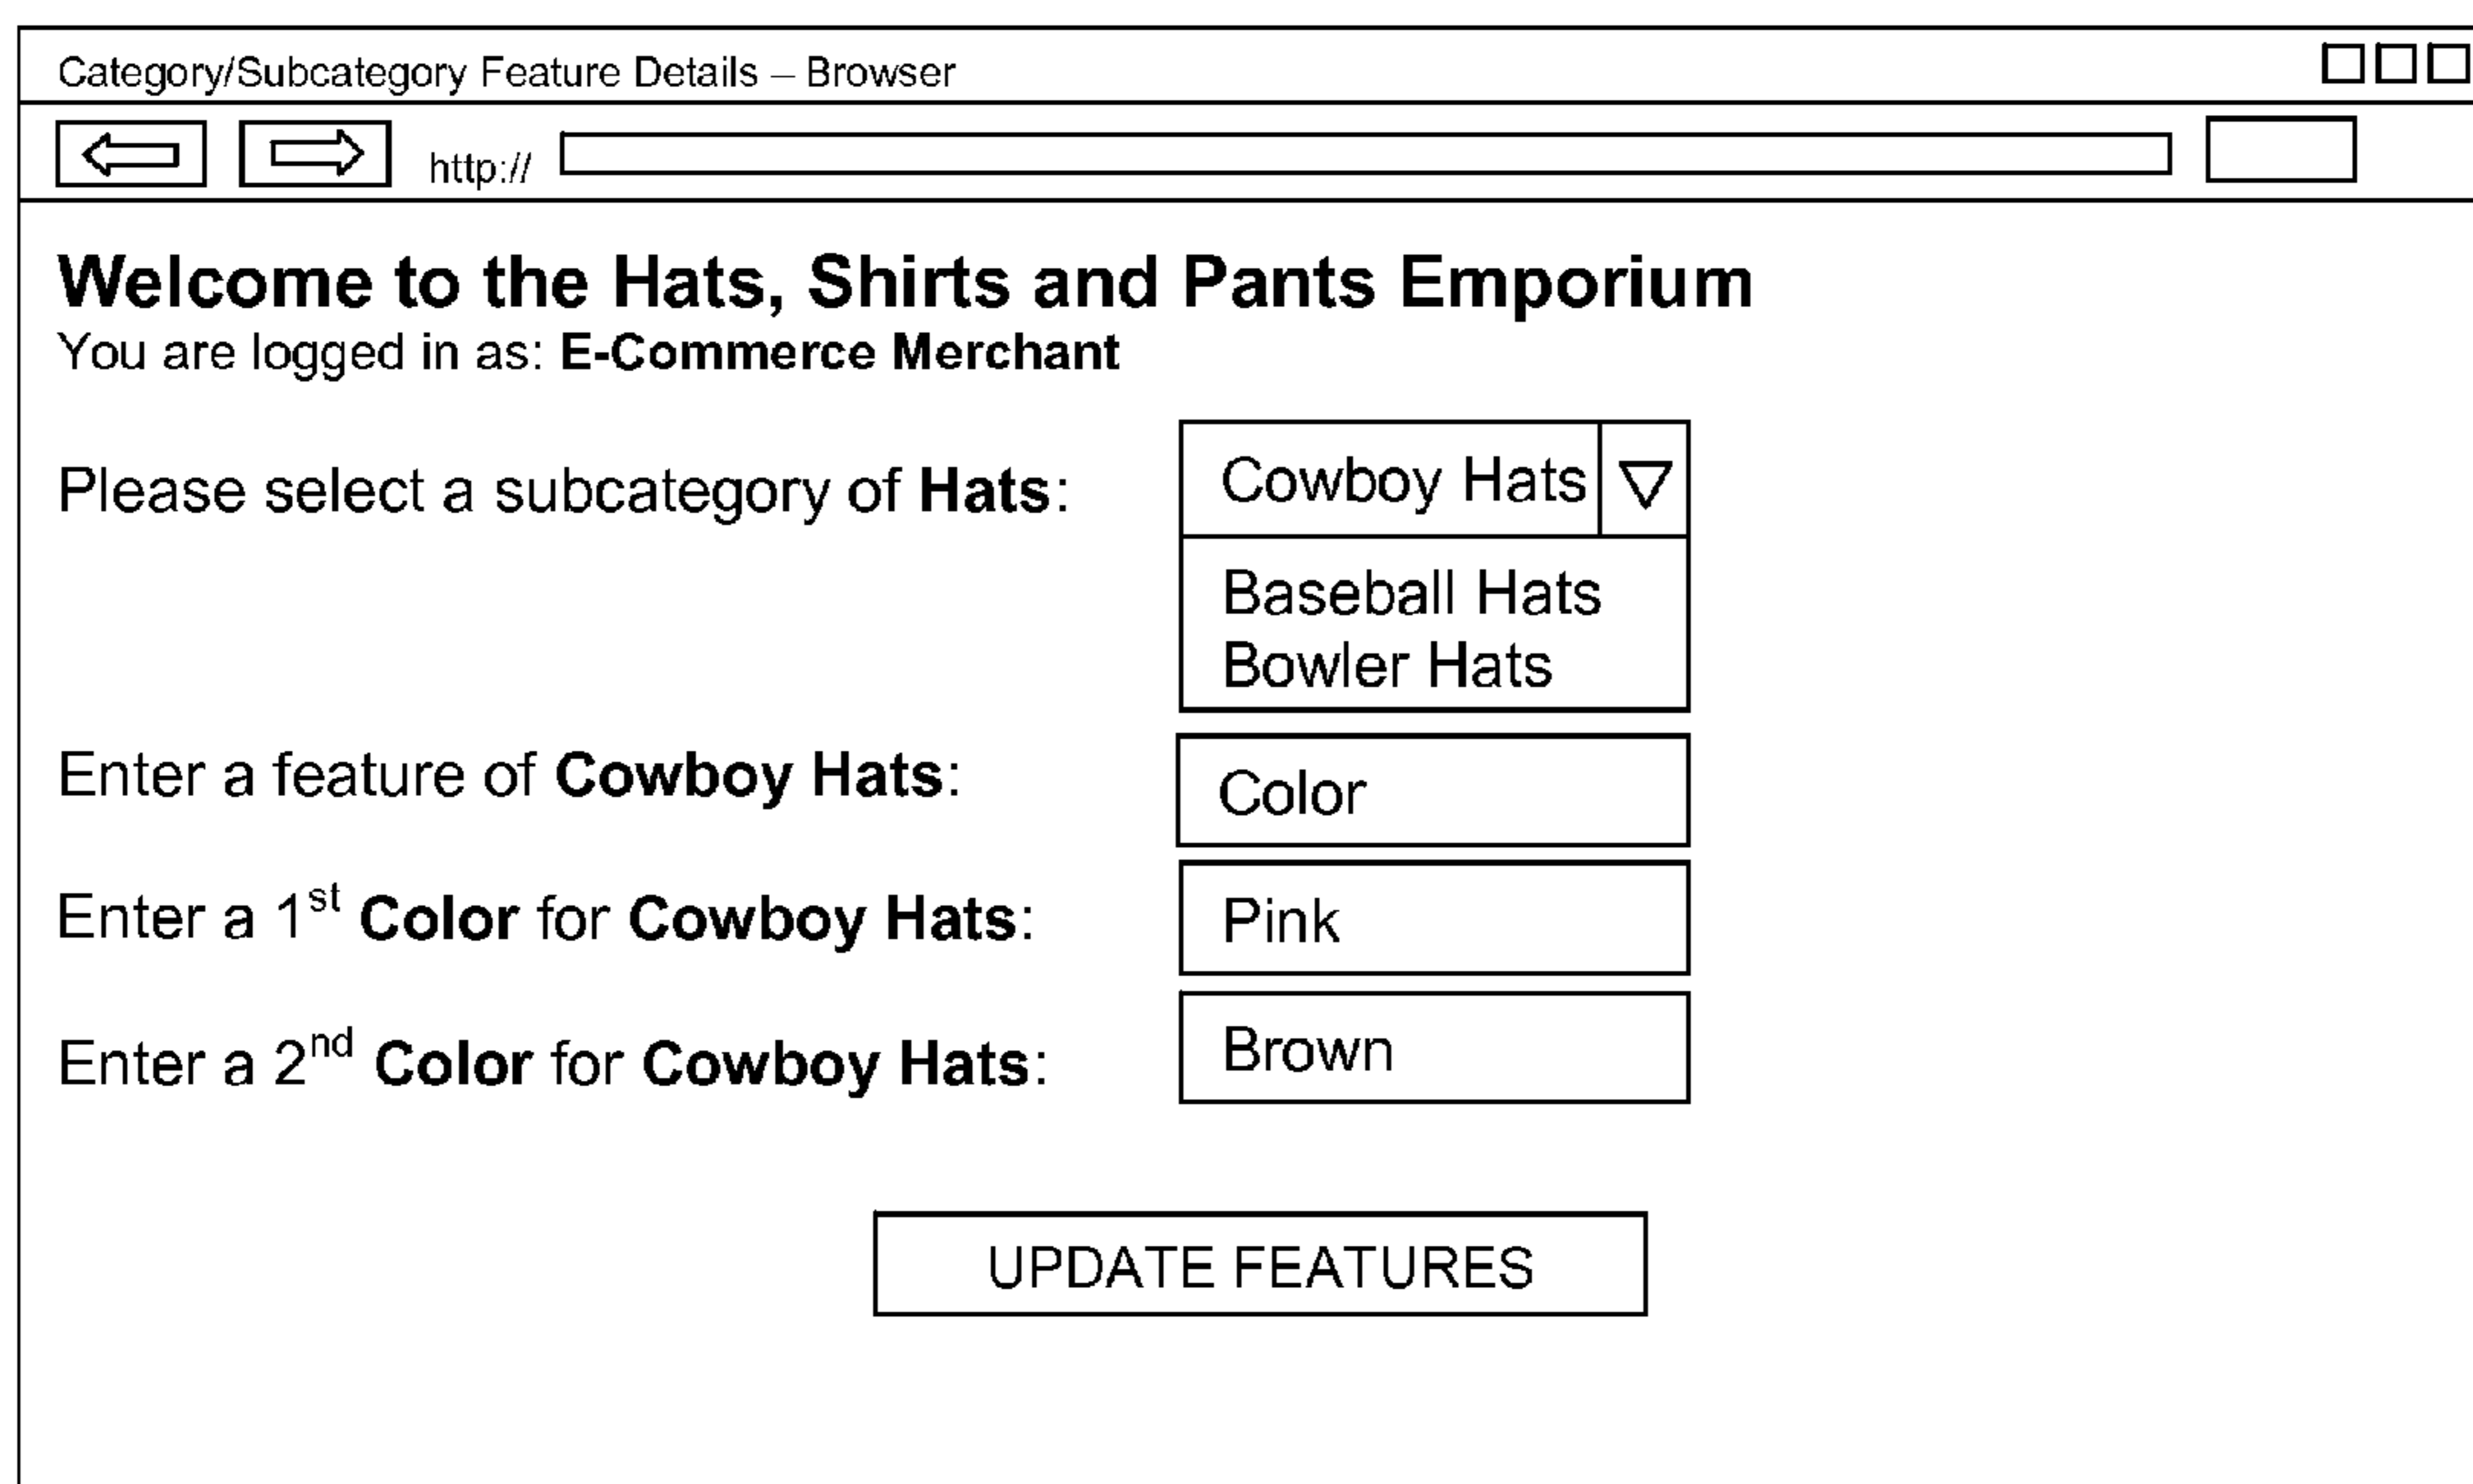 Category/Subcategory Feature Details – Browser
http://
Welcome to the Hats, Shirts and Pants Emporium
You are logged in as: E-Commerce Merchant
Please select a subcategory of Hats: Cowboy Hats
Baseball Hats
Bowler Hats
Enter a feature of Cowboy Hats: Color
Enter a 1st Color for Cowboy Hats: Pink
Enter a 2nd Color for Cowboy Hats: Brown
UPDATE FEATURES